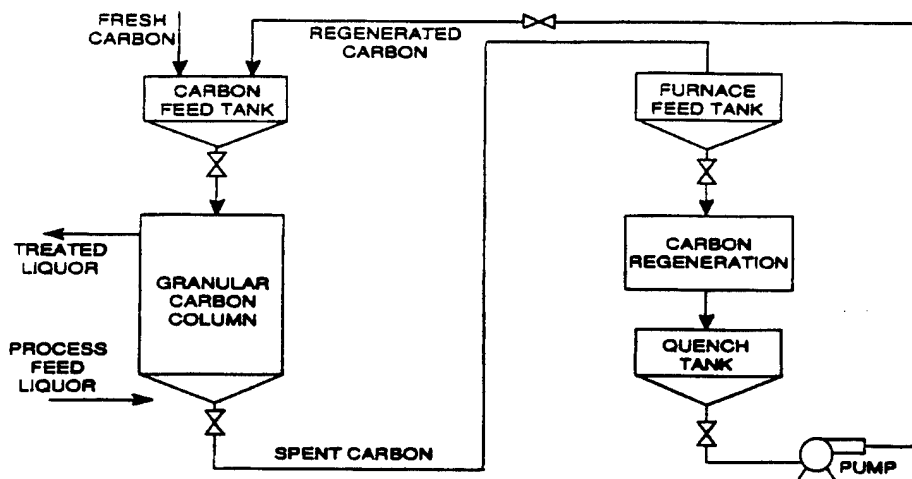 FRESH
CARBON
REGENERATED
CARBON
CARBON
FEED TANK
FURNACE
FEED TANK
TREATED
LIQUOR
GRANULAR
CARBON
COLUMN
CARBON
REGENERATION
PROCESS
FEED
LIQUOR
QUENCH
TANK
SPENT CARBON
PUMP